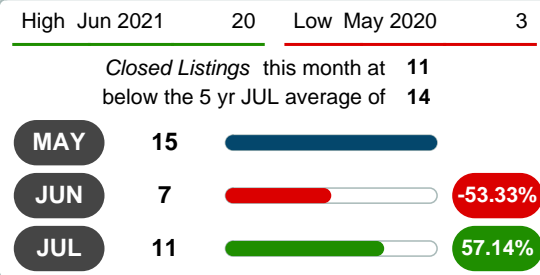 High Jun 2021 20 Low May 2020 3
Closed Listings this month at 11
below the 5 yr JUL average of 14
MAY 15
JUN 7 -53.33%
JUL 11 57.14%